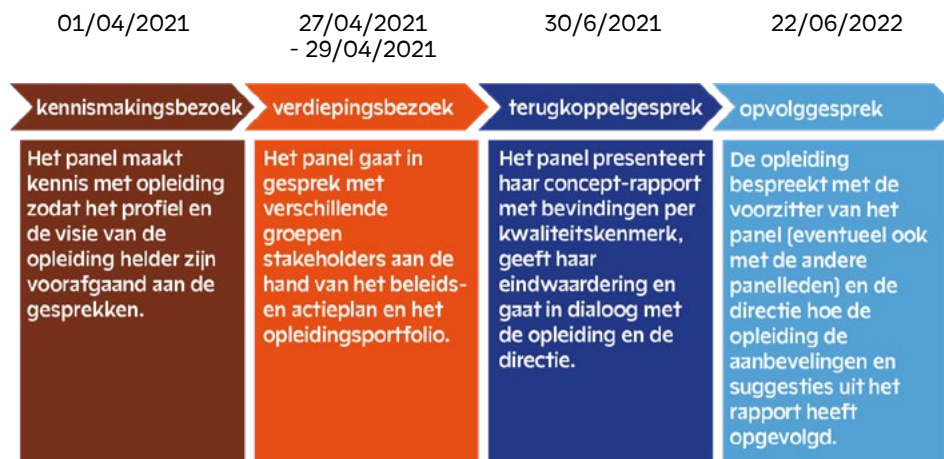 01/04/2021
27/04/2021
- 29/04/2021
30/6/2021
22/06/2022
kennismakingsbezoek
verdiepingsbezoek
terugkoppelgesprek
opvolggesprek
Het panel maakt
kennis met opleiding
zodat het profiel en
de visie van de
opleiding helder zijn
voorafgaand aan de
gesprekken.
Het panel gaat in
gesprek met
verschillende
groepen
stakeholders aan de
hand van het beleids-
en actieplan en het
opleidingsportfolio.
Het panel presenteert
haar concept-rapport
met bevindingen per
kwaliteitskenmerk,
geeft haar
eindwaardering en
gaat in dialoog met
de opleiding en de
directie.
De opleiding
bespreekt met de
voorzitter van het
panel (eventueel ook
met de andere
panelleden) en de
directie hoe de
opleiding de
aanbevelingen en
suggesties uit het
rapport heeft
opgevolgd.